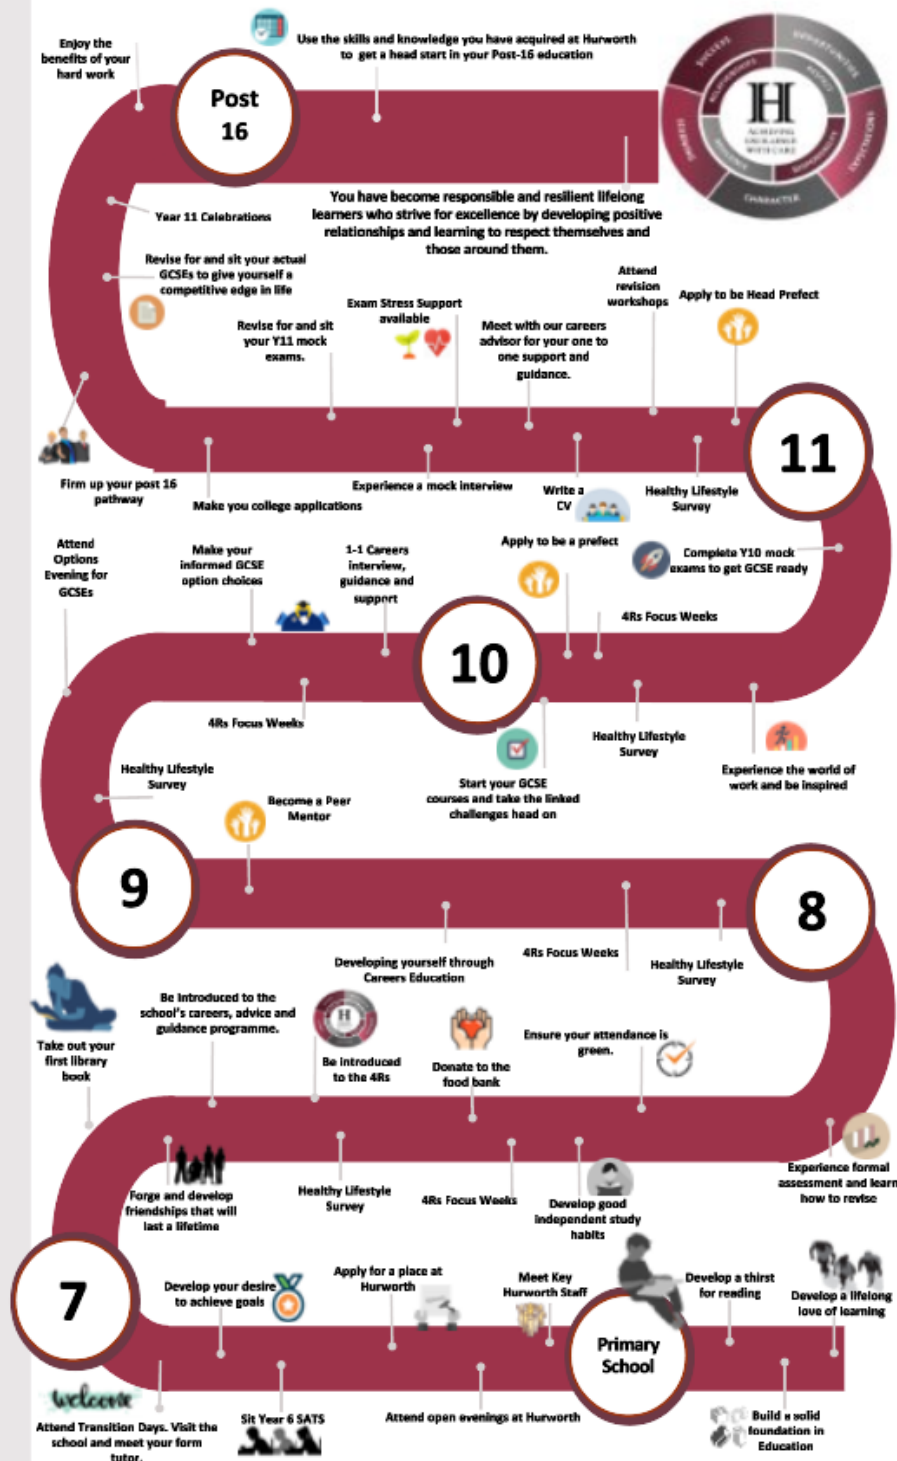 Enjoy the
benefits of your
hard work
Use the skills and knowledge you have acquired at Hurworth
to get a head start in your Post-16 education
Post
16
SUCCESS
OPPORTUNITIES
CHARACTER
RELATIONSHIPS
RESPECT
RESPONSIBILITY
RESILIENCE
H
ACHIEVING
EXCELLENCE
WITH CARE
You have become responsible and resilient lifelong
learners who strive for excellence by developing positive
relationships and learning to respect themselves and
those around them.
Year 11 Celebrations
Revise for and sit your actual
GCSEs to give yourself a
competitive edge in life
Revise for and sit
your Y11 mock
exams.
Exam Stress Support
available
Meet with our careers
advisor for your one to
one support and
guidance.
Attend
revision
workshops
Apply to be Head Prefect
11
Firm up your post 16
pathway
Make you college applications
Experience a mock interview
Write a
CV
Healthy Lifestyle
Survey
Attend
Options
Evening for
GCSEs
Make your
informed GCSE
option choices
1-1 Careers
interview,
guidance and
support
Apply to be a prefect
Complete Y10 mock
exams to get GCSE ready
4Rs Focus Weeks
10
4Rs Focus Weeks
Healthy Lifestyle
Survey
Start your GCSE
courses and take the linked
challenges head on
Healthy Lifestyle
Survey
Experience the world of
work and be inspired
Become a Peer
Mentor
9
8
Developing yourself through
Careers Education
4Rs Focus Weeks
Healthy Lifestyle
Survey
Take out your
first library
book
Be introduced to the
school's careers, advice and
guidance programme.
H
Be introduced
to the 4Rs
Donate to the
food bank
Ensure your attendance is
green.
Forge and develop
friendships that will
last a lifetime
Healthy Lifestyle
Survey
4Rs Focus Weeks
Develop good
independent study
habits
Experience formal
assessment and learn
how to revise
7
Develop your desire
to achieve goals
Apply for a place at
Hurworth
Meet Key
Hurworth Staff
Primary
School
Develop a thirst
for reading
Develop a lifelong
love of learning
welcome
Attend Transition Days. Visit the
school and meet your form
tutor.
Sit Year 6 SATS
Attend open evenings at Hurworth
Build a solid
foundation in
Education